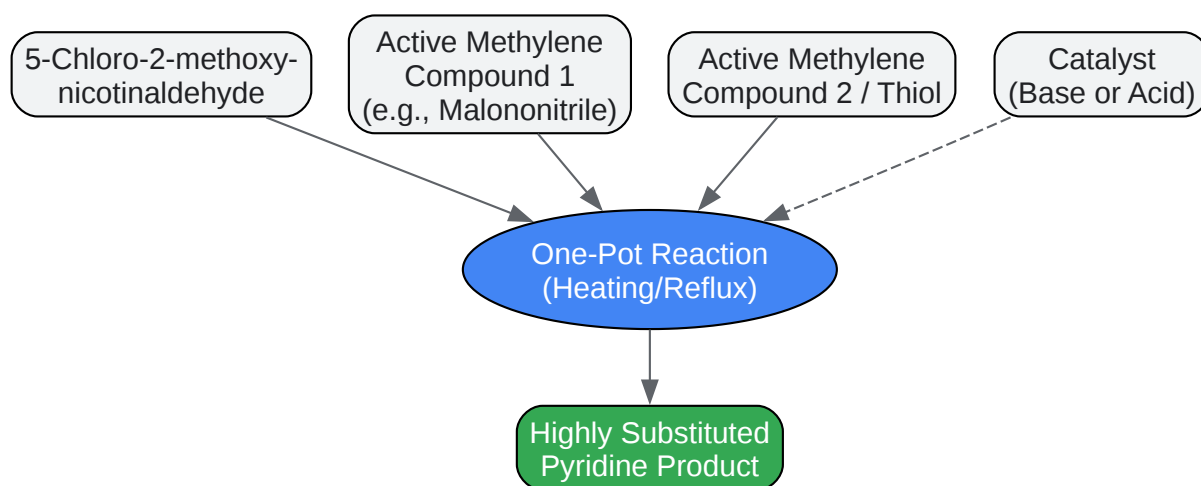 5-Chloro-2-methoxy-
nicotinaldehyde
Active Methylene
Compound 1
(e.g., Malononitrile)
Active Methylene
Compound 2 / Thiol
Catalyst
(Base or Acid)
One-Pot Reaction
(Heating/Reflux)
Highly Substituted
Pyridine Product